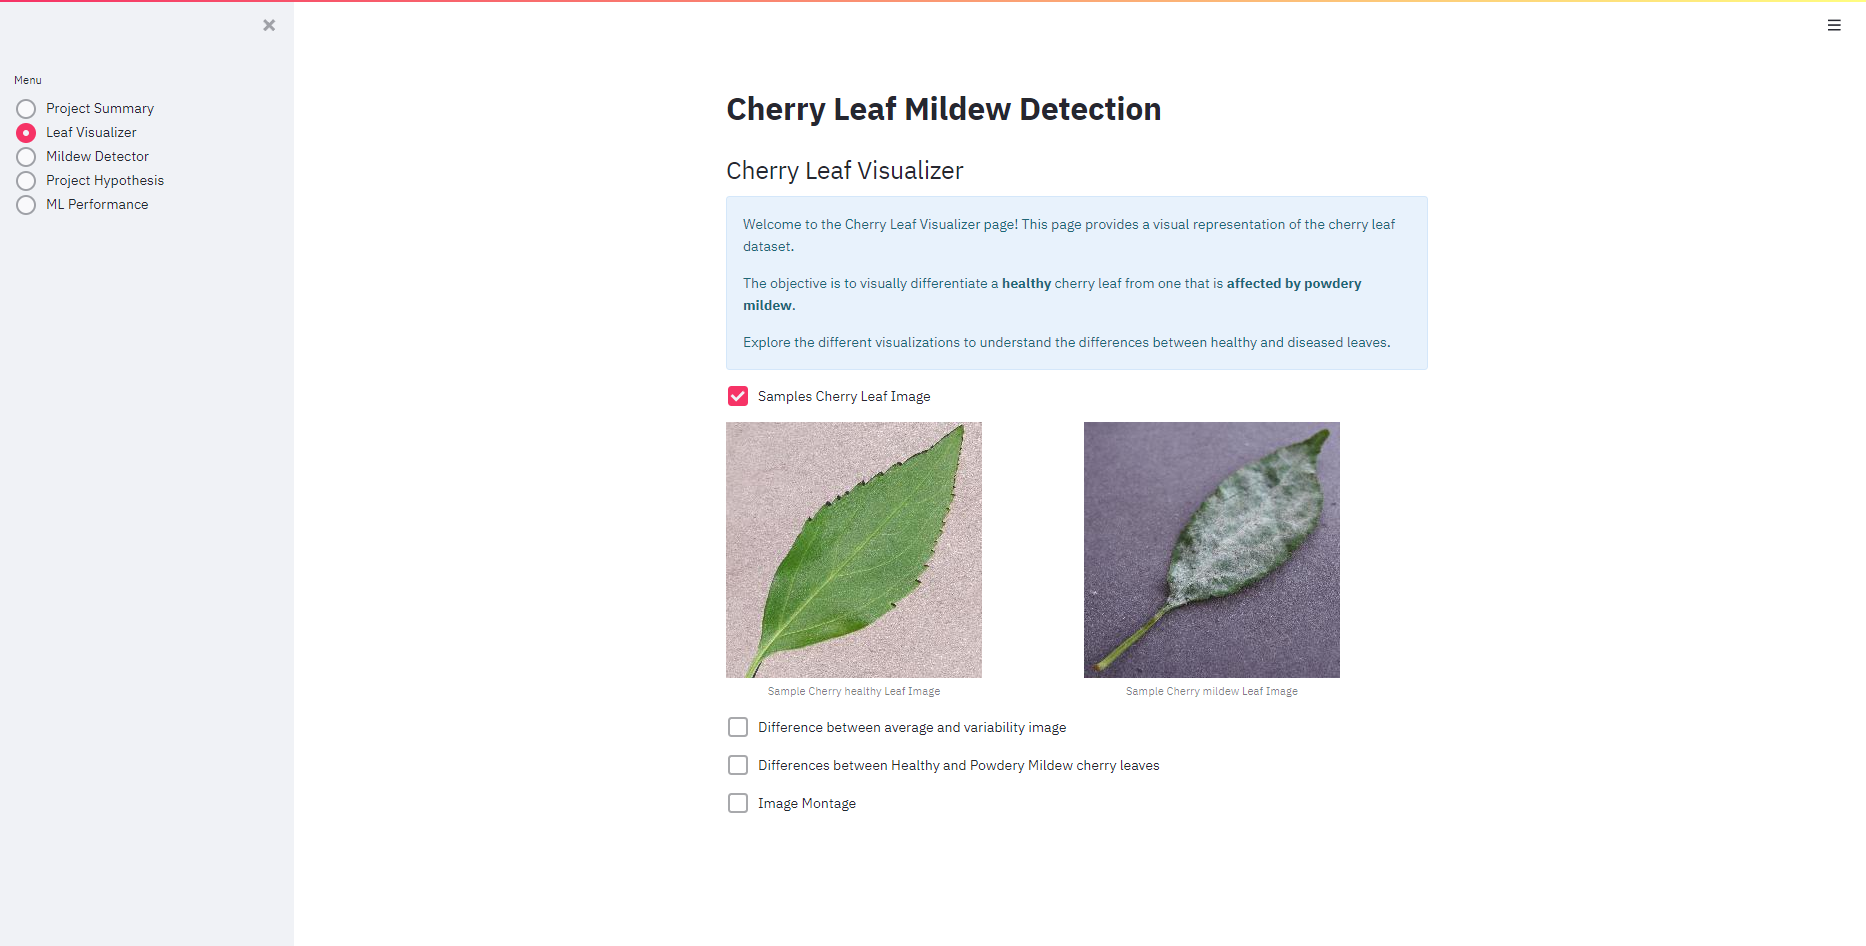 Menu
Project Summary
Leaf Visualizer
Mildew Detector
Project Hypothesis
ML Performance
Cherry Leaf Mildew Detection
Cherry Leaf Visualizer
Welcome to the Cherry Leaf Visualizer page! This page provides a visual representation of the cherry leaf
dataset.
The objective is to visually differentiate a healthy cherry leaf from one that is affected by powdery
mildew.
Explore the different visualizations to understand the differences between healthy and diseased leaves.
Samples Cherry Leaf Image
Sample Cherry healthy Leaf Image
Sample Cherry mildew Leaf Image
Difference between average and variability image
Differences between Healthy and Powdery Mildew cherry leaves
Image Montage